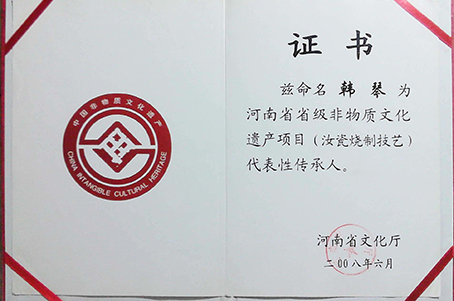 中国非物质文化遗产
CHINA INTANGIBLE CULTURAL HERITAGE
证书
兹命名 韩琴 为
河南省省级非物质文化
遗产项目（汝瓷烧制技艺）
代表性传承人。
河南省文化厅
二〇〇八年六月